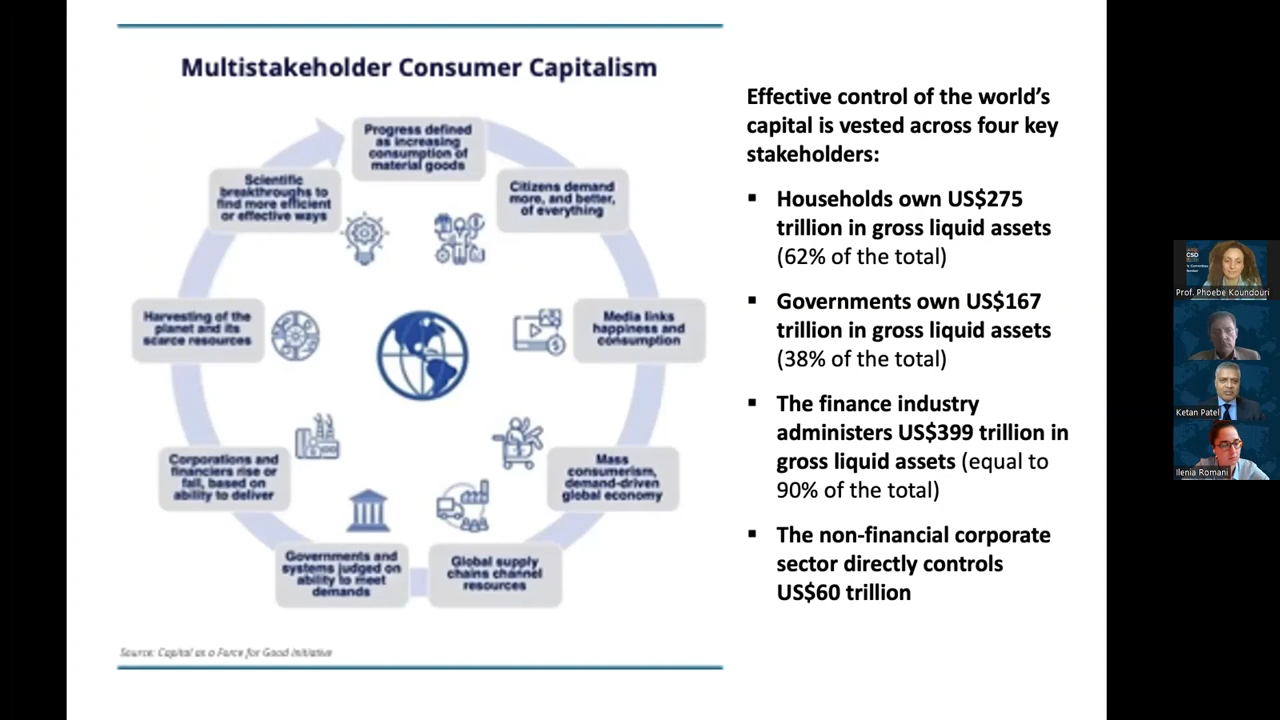 Multistakeholder Consumer Capitalism
Progress defined
as increasing
consumption of
material goods
Citizens demand
more, and better,
of everything
Media links
happiness and
consumption
Mass
consumerism,
demand-driven
global economy
Global supply
chains channel
resources
Governments and
systems judged on
ability to meet
demands
Corporations and
financiers rise or
fall, based on
ability to deliver
Harvesting of the
planet and its
scarce resources
Scientific
breakthroughs to
find more efficient
or effective ways
Source: Capital as a Force for Good Initiative
Effective control of the world’s
capital is vested across four key
stakeholders:
▪ Households own US$275
trillion in gross liquid assets
(62% of the total)
▪ Governments own US$167
trillion in gross liquid assets
(38% of the total)
▪ The finance industry
administers US$399 trillion in
gross liquid assets (equal to
90% of the total)
▪ The non-financial corporate
sector directly controls
US$60 trillion
CSD
Prof. Phoebe Koundouri
Ketan Patel
Ilenia Romani